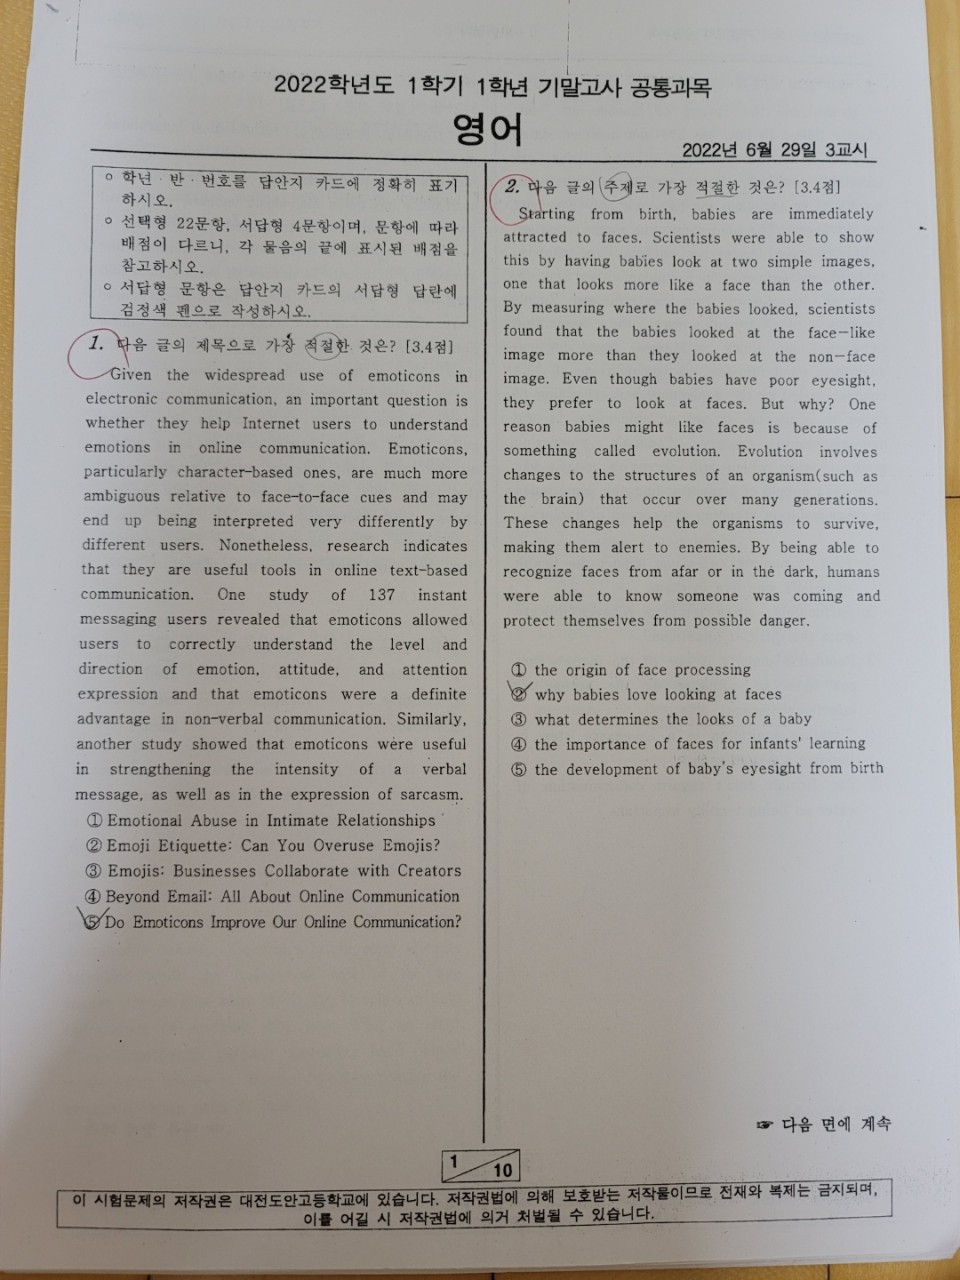 2022학년도 1학기 1학년 기말고사 공통과목
영어
2022년 6월 29일 3교시
○ 학년·반·번호를 답안지 카드에 정확히 표기
하시오.
○ 선택형 22문항, 서답형 4문항이며, 문항에 따라
배점이 다르니, 각 물음의 끝에 표시된 배점을
참고하시오.
○ 서답형 문항은 답안지 카드의 서답형 답란에
검정색 펜으로 작성하시오.
1. 다음 글의 제목으로 가장 적절한 것은? [3.4점]
Given the widespread use of emoticons in
electronic communication, an important question is
whether they help Internet users to understand
emotions in online communication. Emoticons,
particularly character-based ones, are much more
ambiguous relative to face-to-face cues and may
end up being interpreted very differently by
different users. Nonetheless, research indicates
that they are useful tools in online text-based
communication. One study of 137 instant
messaging users revealed that emoticons allowed
users to correctly understand the level and
direction of emotion, attitude, and attention
expression and that emoticons were a definite
advantage in non-verbal communication. Similarly,
another study showed that emoticons were useful
in strengthening the intensity of a verbal
message, as well as in the expression of sarcasm.
① Emotional Abuse in Intimate Relationships
② Emoji Etiquette: Can You Overuse Emojis?
③ Emojis: Businesses Collaborate with Creators
④ Beyond Email: All About Online Communication
⑤ Do Emoticons Improve Our Online Communication?
2. 다음 글의 주제로 가장 적절한 것은? [3.4점]
Starting from birth, babies are immediately
attracted to faces. Scientists were able to show
this by having babies look at two simple images,
one that looks more like a face than the other.
By measuring where the babies looked, scientists
found that the babies looked at the face-like
image more than they looked at the non-face
image. Even though babies have poor eyesight,
they prefer to look at faces. But why? One
reason babies might like faces is because of
something called evolution. Evolution involves
changes to the structures of an organism(such as
the brain) that occur over many generations.
These changes help the organisms to survive,
making them alert to enemies. By being able to
recognize faces from afar or in the dark, humans
were able to know someone was coming and
protect themselves from possible danger.
① the origin of face processing
② why babies love looking at faces
③ what determines the looks of a baby
④ the importance of faces for infants' learning
⑤ the development of baby's eyesight from birth
☞ 다음 면에 계속
1
10
이 시험문제의 저작권은 대전도안고등학교에 있습니다. 저작권법에 의해 보호받는 저작물이므로 전재와 복제는 금지되며,
이를 어길 시 저작권법에 의거 처벌될 수 있습니다.